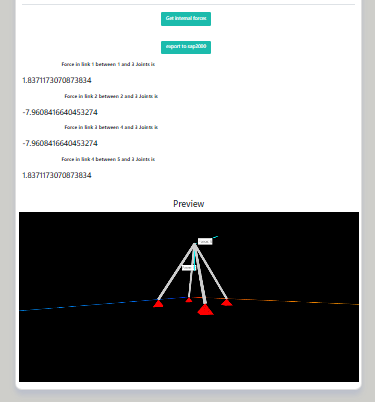 Get internal forces
export to sap2000
Force in link 1 between 1 and 3 Joints is
1.8371173070873834
Force in link 2 between 2 and 3 Joints is
-7.9608416640453274
Force in link 3 between 4 and 3 Joints is
-7.9608416640453274
Force in link 4 between 5 and 3 Joints is
1.8371173070873834
Preview